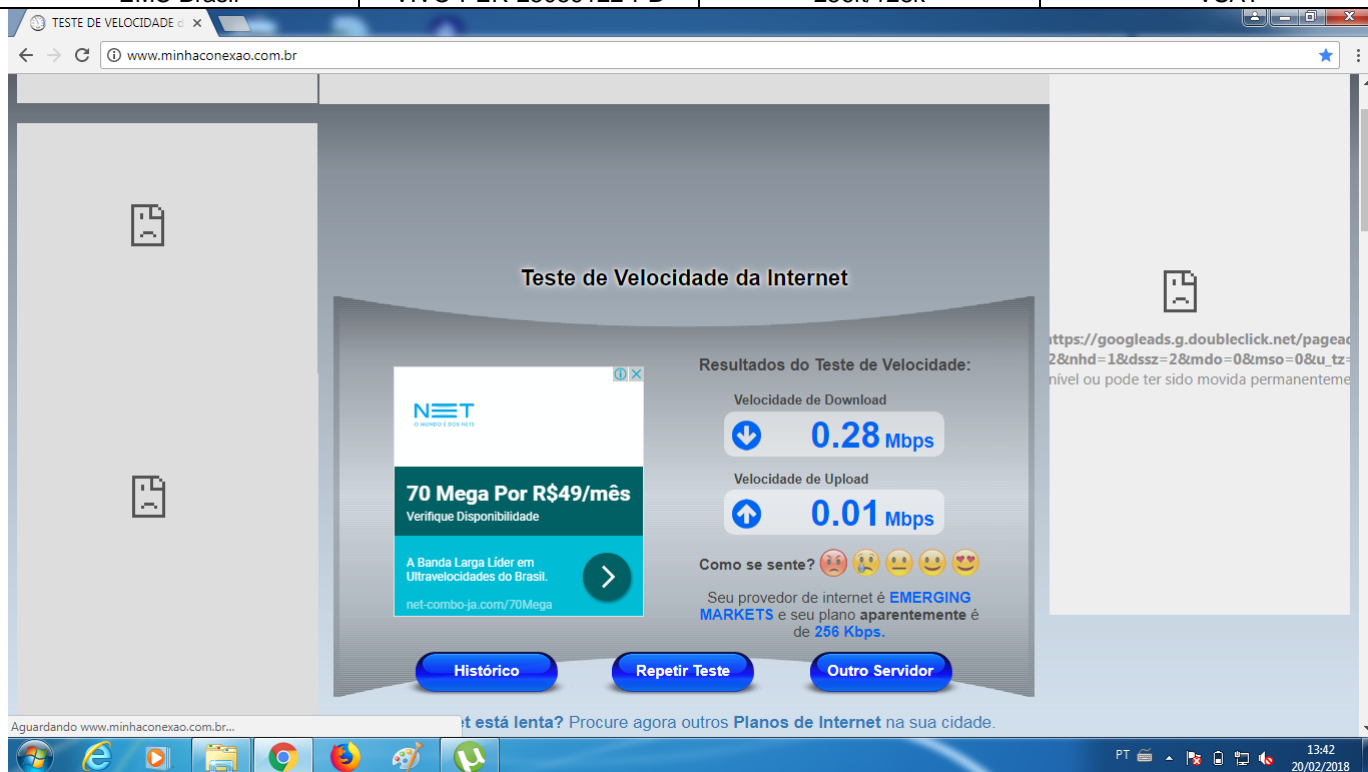 TESTE DE VELOCIDADE d
www.minhaconexao.com.br
Teste de Velocidade da Internet
NET
O MUNDO É DOS NETS
70 Mega Por R$49/mês
Verifique Disponibilidade
A Banda Larga Líder em
Ultravelocidades do Brasil.
net-combo-ja.com/70Mega
Resultados do Teste de Velocidade:
Velocidade de Download
0.28 Mbps
Velocidade de Upload
0.01 Mbps
Como se sente?
Seu provedor de internet é EMERGING
MARKETS e seu plano aparentemente é
de 256 Kbps.
https://googleads.g.doubleclick.net/pagead
2&nhd=1&dssz=2&mdo=0&mso=0&u_tz=
nível ou pode ter sido movida permanenteme
Histórico
Repetir Teste
Outro Servidor
et está lenta? Procure agora outros Planos de Internet na sua cidade.
Aguardando www.minhaconexao.com.br...
PT
13:42
20/02/2018